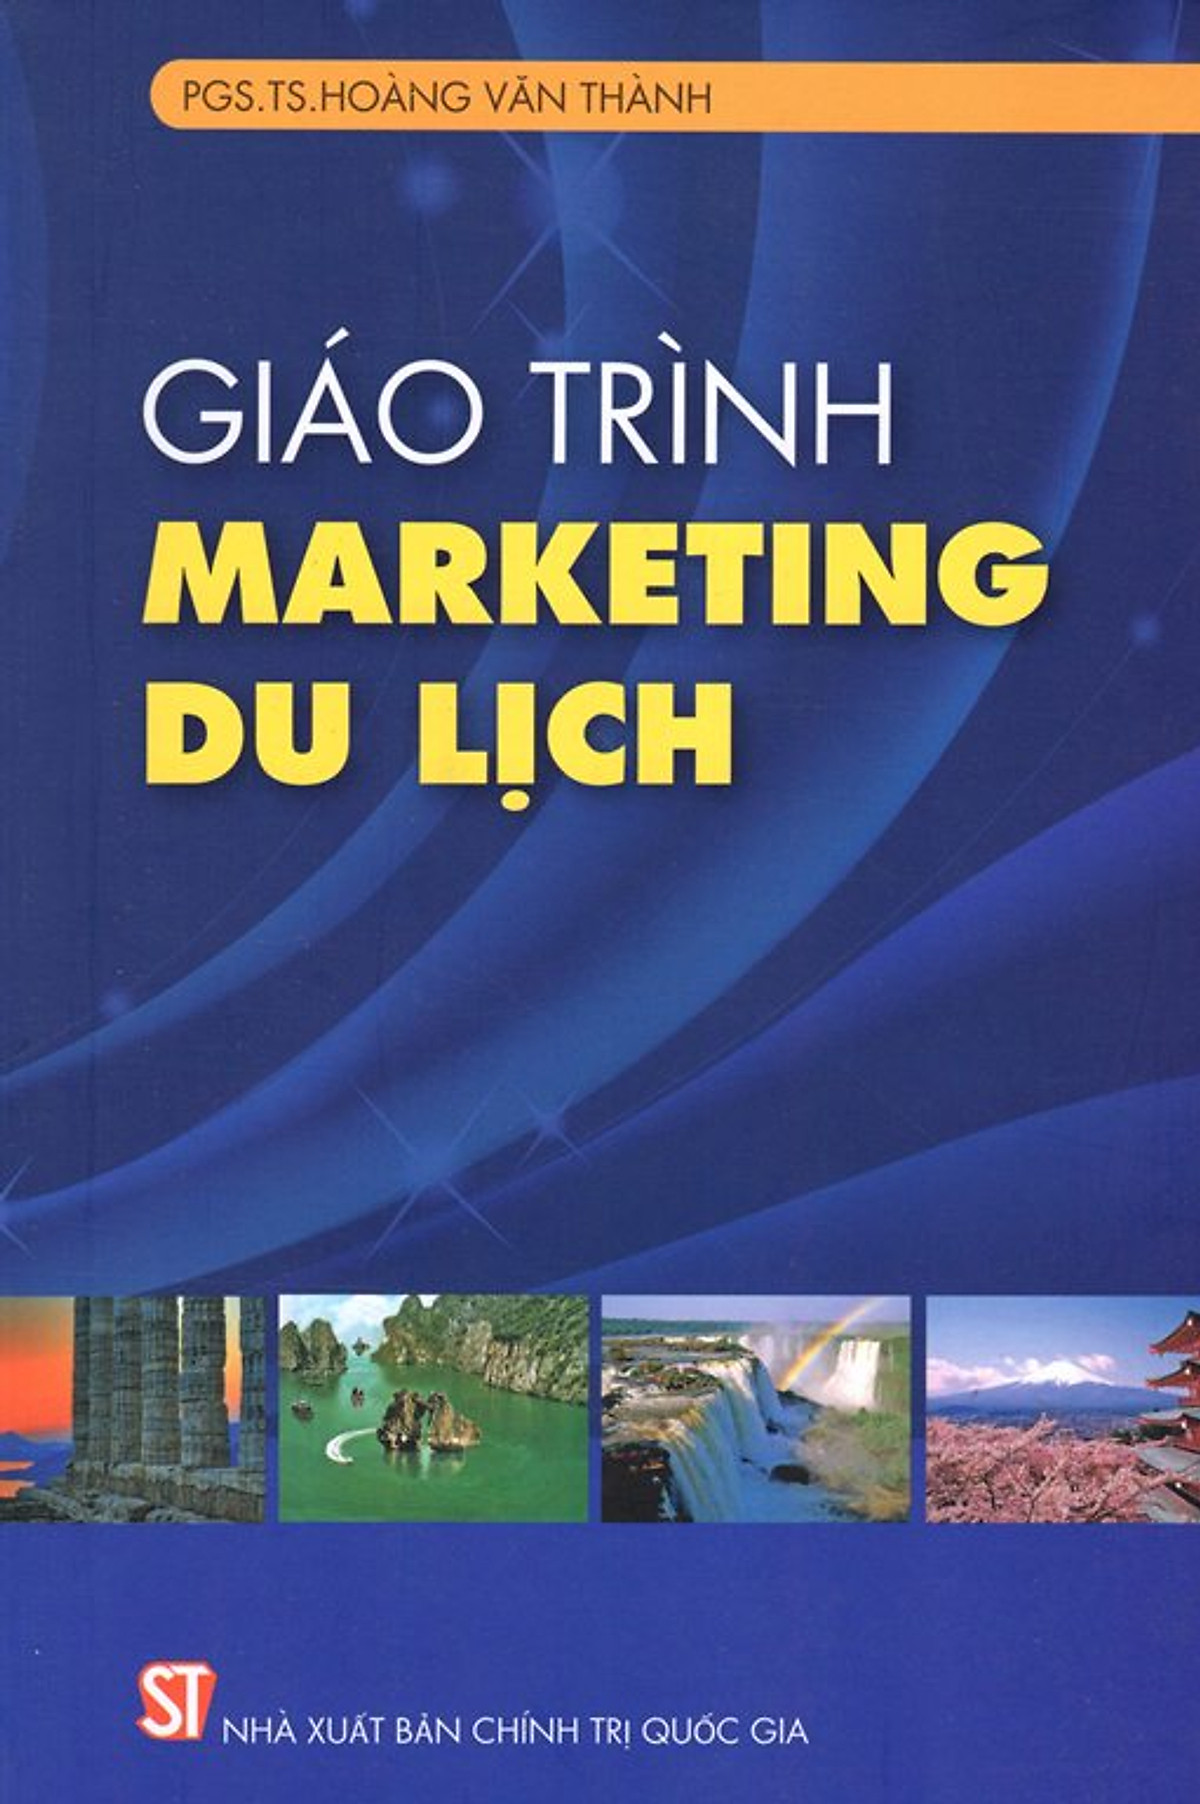 PGS.TS.HOÀNG VĂN THÀNH
GIÁO TRÌNH
MARKETING
DU LỊCH
ST
NHÀ XUẤT BẢN CHÍNH TRỊ QUỐC GIA